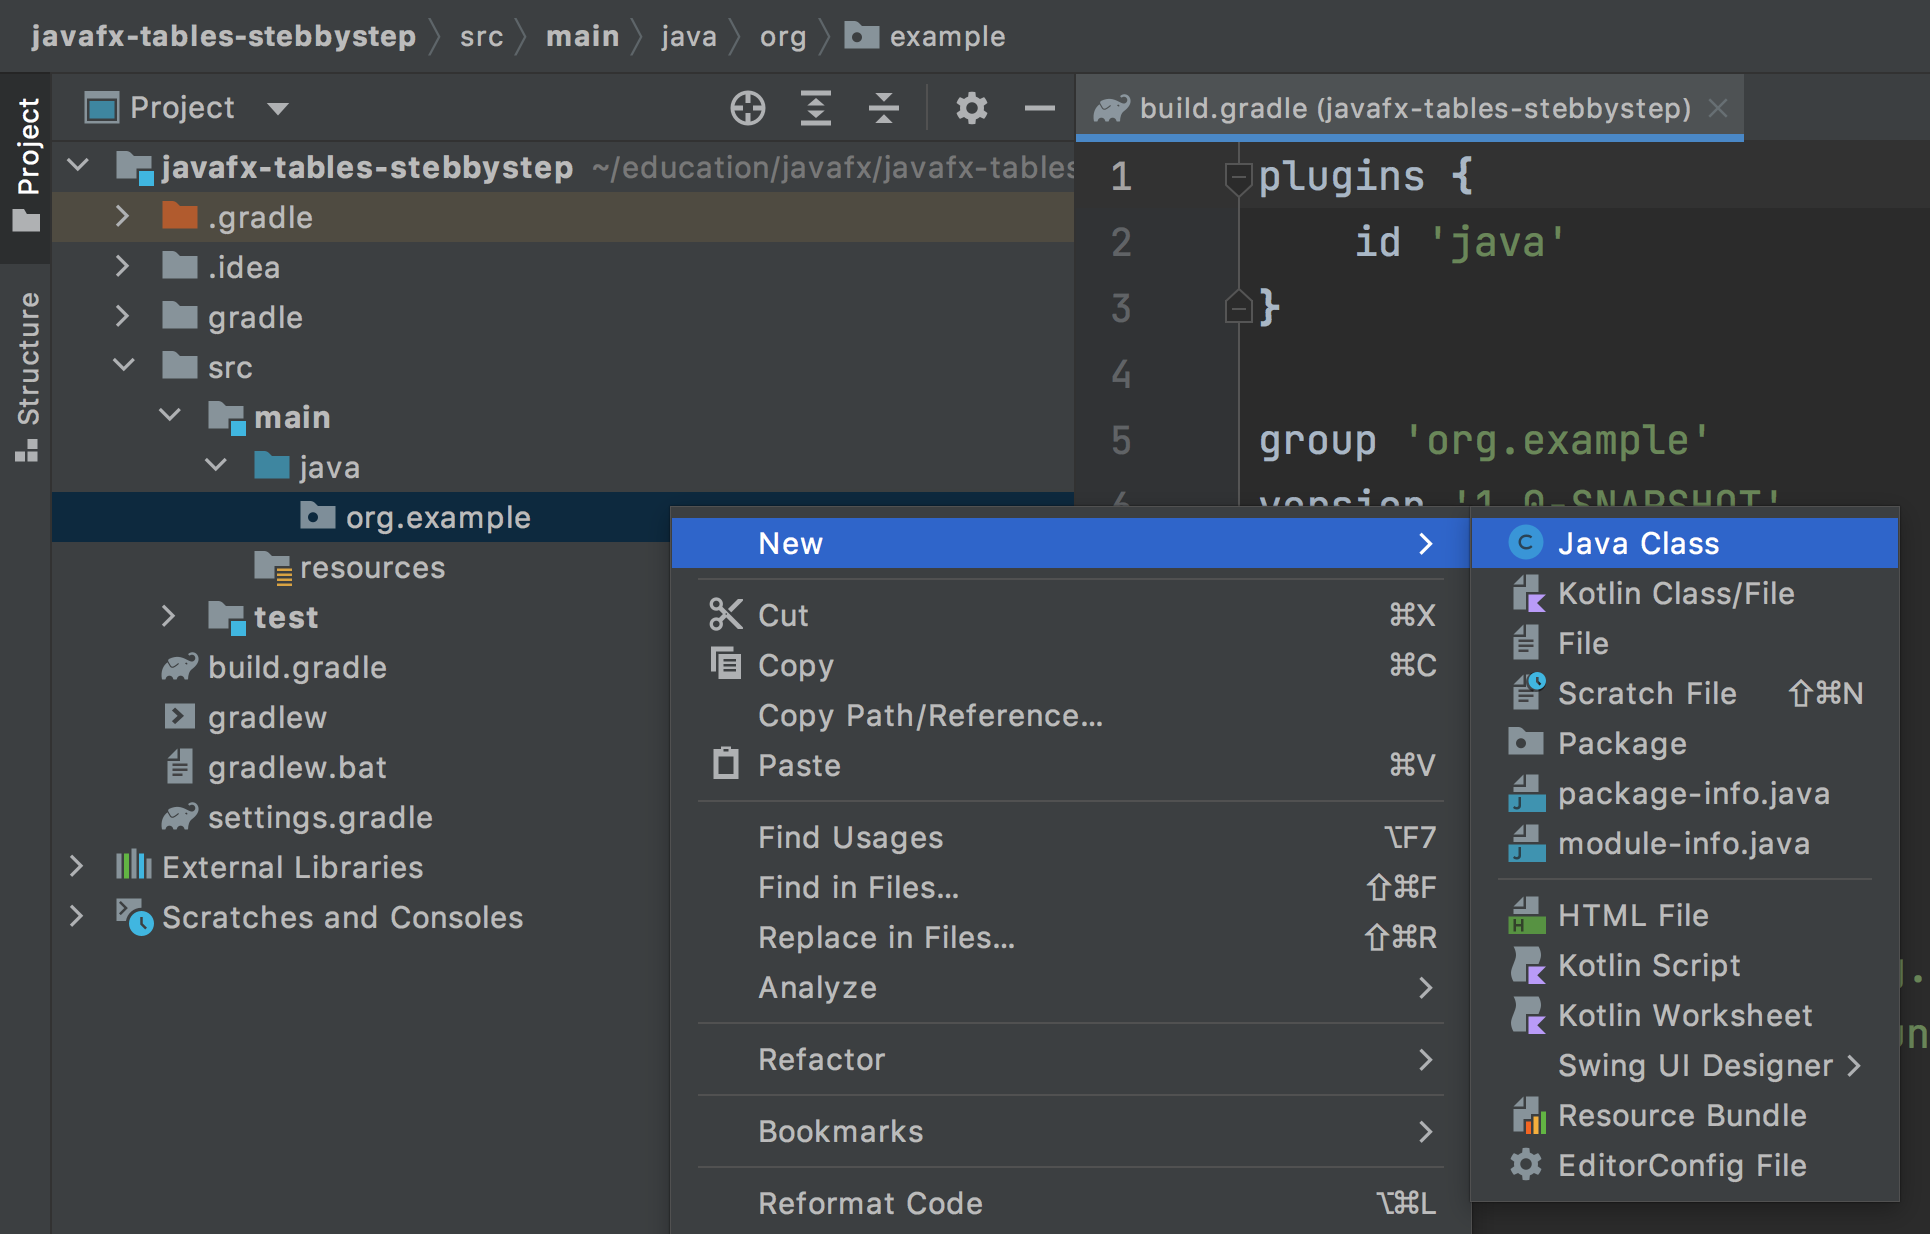 javafx-tables-stebbystep src main java org example
Project
Structure
Project
javafx-tables-stebbystep ~/education/javafx/javafx-tables
.gradle
.idea
gradle
src
main
java
org.example
resources
test
build.gradle
gradlew
gradlew.bat
settings.gradle
External Libraries
Scratches and Consoles
build.gradle (javafx-tables-stebbystep)
1 plugins {
2 id 'java'
3 }
4
5 group 'org.example'
6 version '1.0-SNAPSHOT'
New
Cut ⌘X
Copy ⌘C
Copy Path/Reference...
Paste ⌘V
Find Usages ⌥F7
Find in Files... ⇧⌘F
Replace in Files... ⇧⌘R
Analyze
Refactor
Bookmarks
Reformat Code ⌥⌘L
Java Class
Kotlin Class/File
File
Scratch File ⇧⌘N
Package
package-info.java
module-info.java
HTML File
Kotlin Script
Kotlin Worksheet
Swing UI Designer
Resource Bundle
EditorConfig File